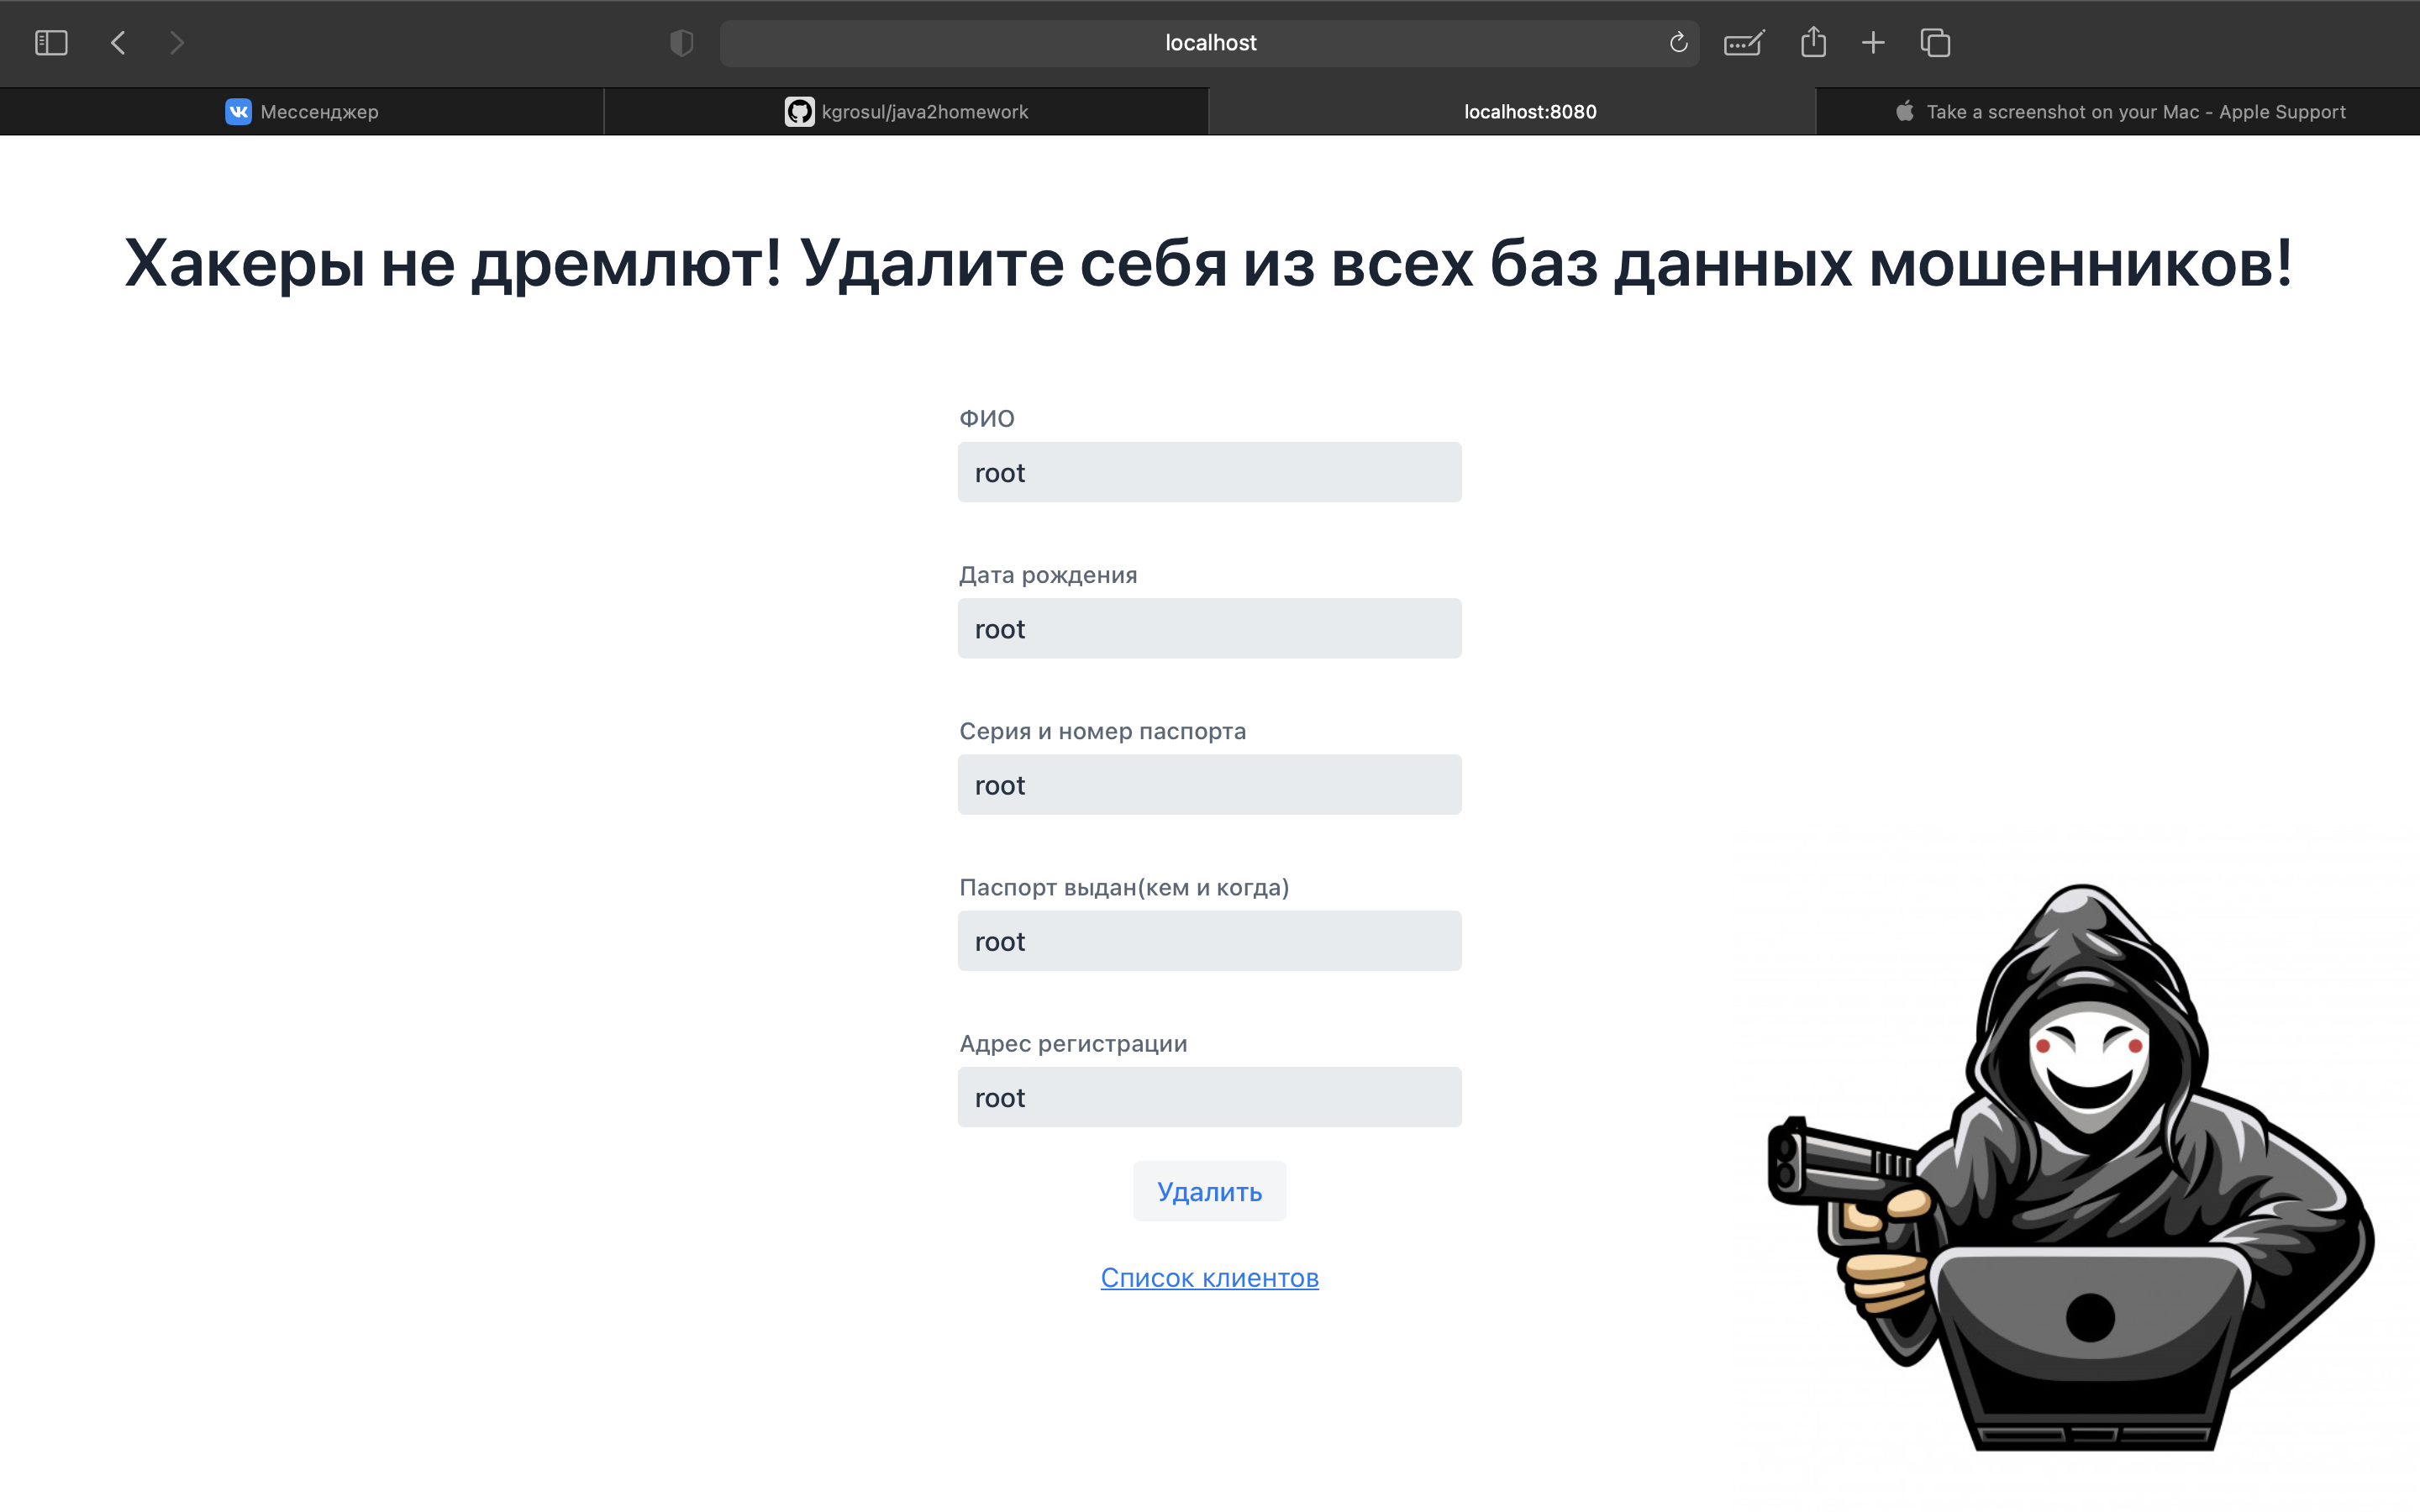 localhost
Мессенджер
kgrosul/java2homework
localhost:8080
Take a screenshot on your Mac - Apple Support
Хакеры не дремлют! Удалите себя из всех баз данных мошенников!
ФИО
root
Дата рождения
root
Серия и номер паспорта
root
Паспорт выдан(кем и когда)
root
Адрес регистрации
root
Удалить
Список клиентов